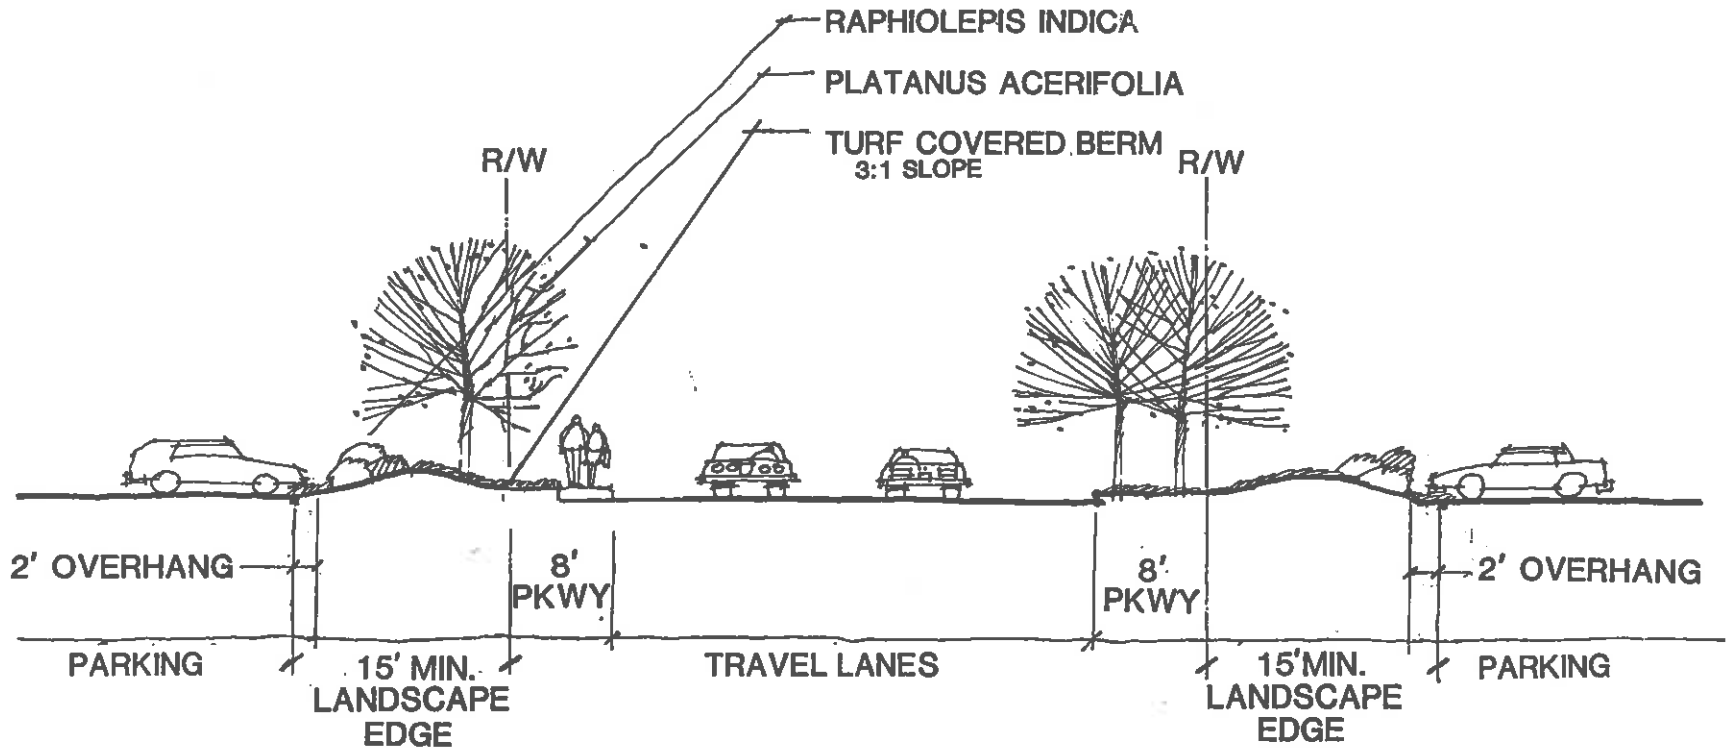 RAPHIOLEPIS INDICA
PLATANUS ACERIFOLIA
TURF COVERED BERM
3:1 SLOPE
R/W
R/W
2' OVERHANG
8'
PKWY
8'
PKWY
2' OVERHANG
PARKING
15' MIN.
LANDSCAPE
EDGE
TRAVEL LANES
15' MIN.
LANDSCAPE
EDGE
PARKING